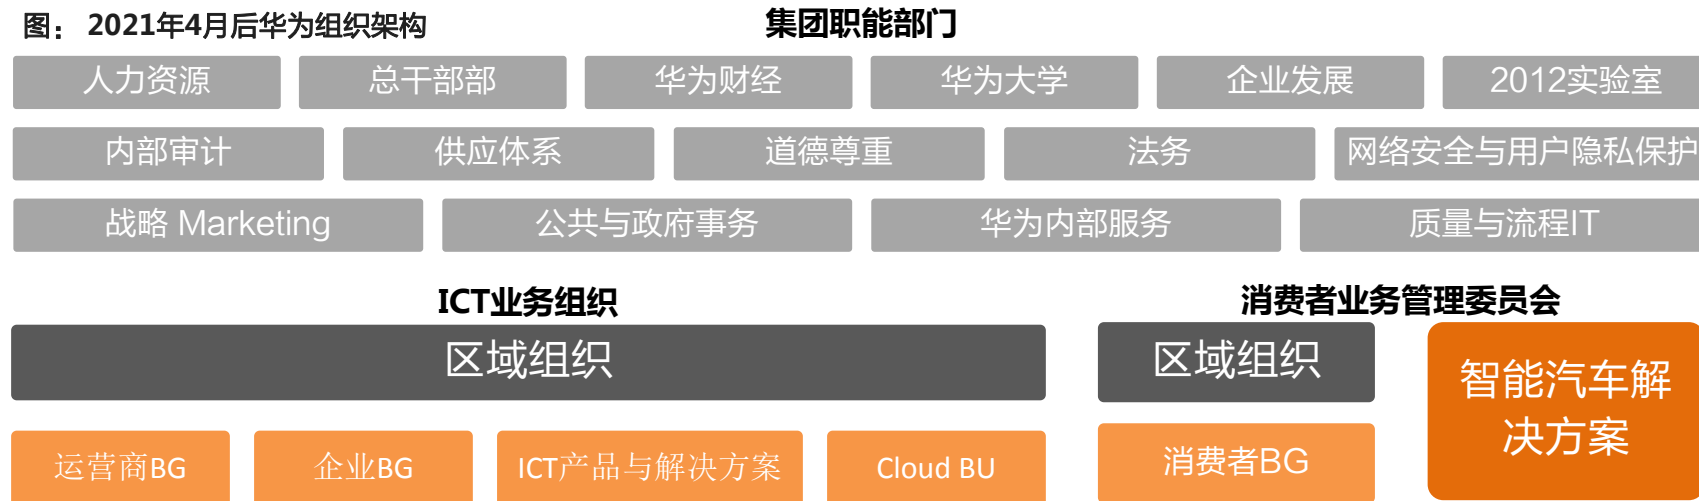 图： 2021年4月后华为组织架构
集团职能部门
人力资源 总干部部 华为财经 华为大学 企业发展 2012实验室
内部审计 供应体系 道德尊重 法务 网络安全与用户隐私保护
战略 Marketing 公共与政府事务 华为内部服务 质量与流程IT
ICT业务组织 消费者业务管理委员会
区域组织 区域组织
智能汽车解
决方案
运营商BG 企业BG ICT产品与解决方案 Cloud BU 消费者BG